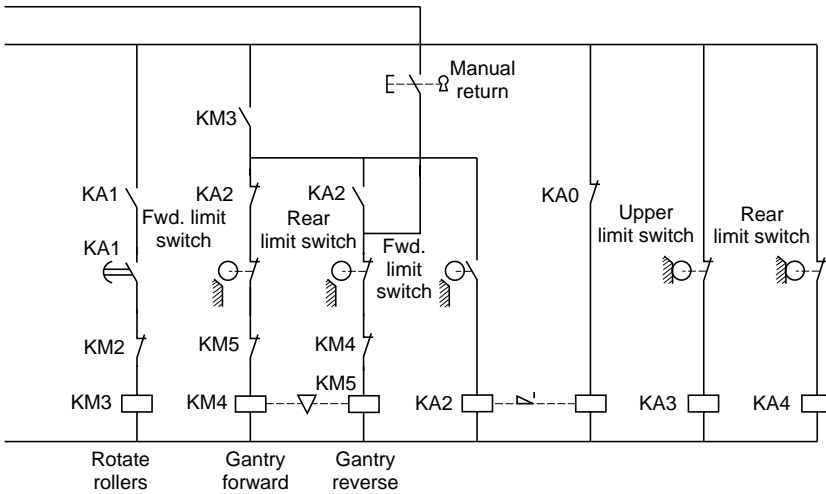 Manual
return
KM3
KA1
KA2
KA2
KA0
Fwd. limit
switch
Rear
limit switch
Upper
limit switch
Rear
limit switch
KA1
Fwd.
limit
switch
KM2
KM5
KM4
KM5
KM3
KM4
KA2
KA3
KA4
Rotate
rollers
Gantry
forward
Gantry
reverse